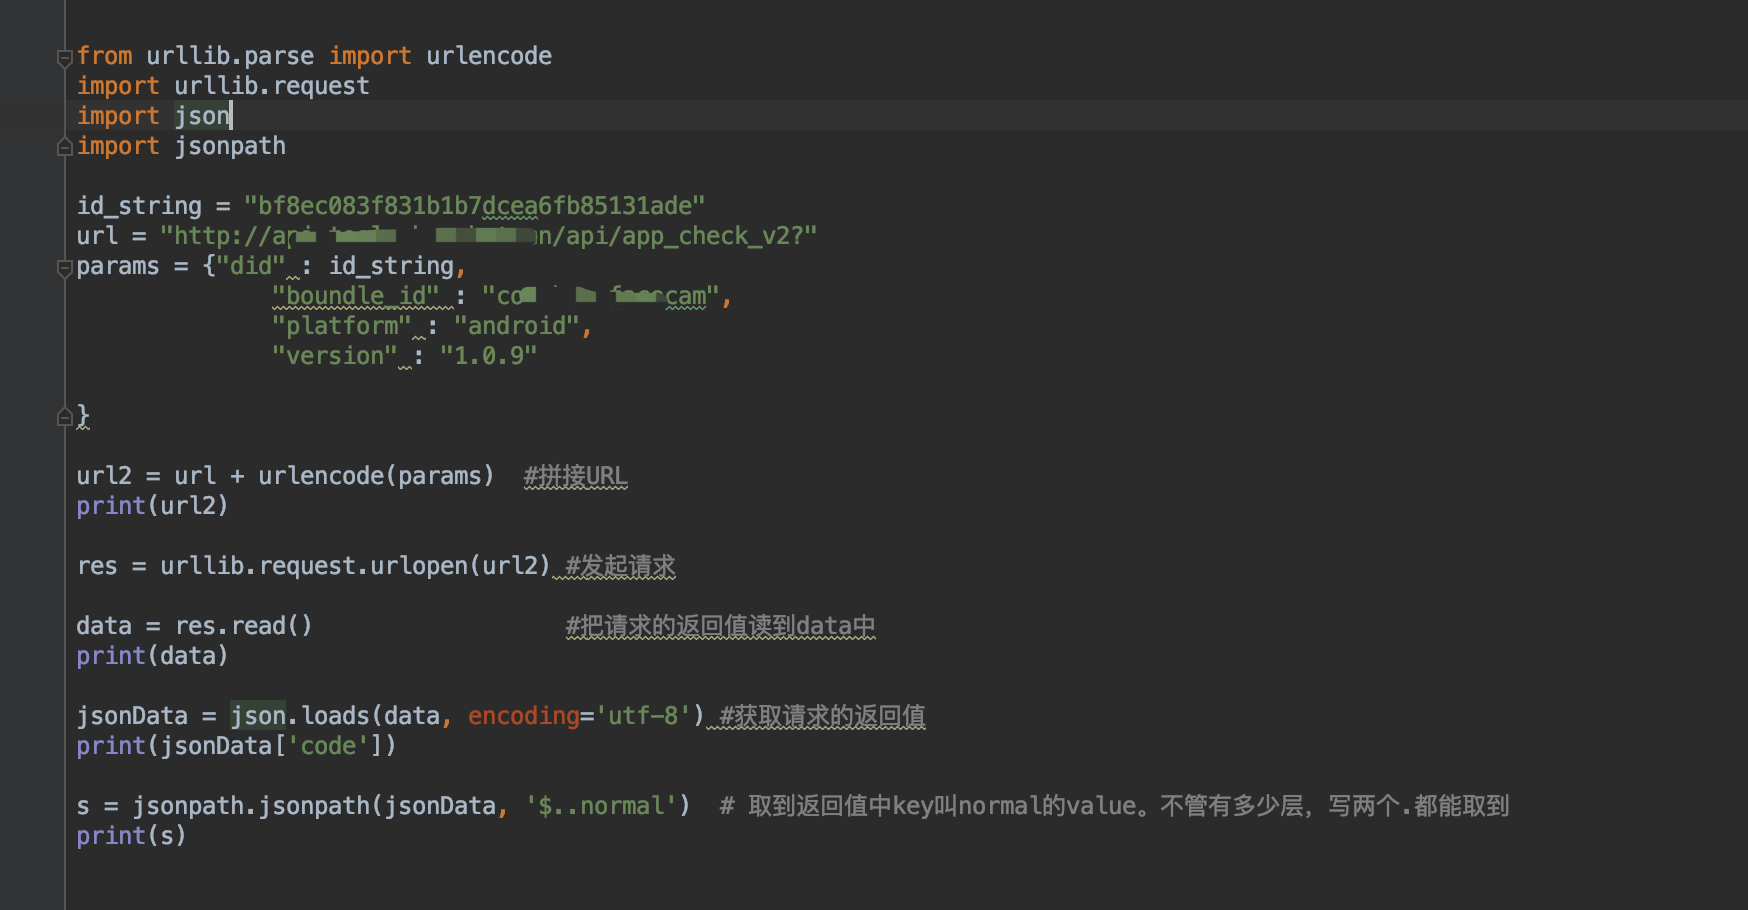 from urllib.parse import urlencode
import urllib.request
import json
import jsonpath
id_string = "bf8ec083f831b1b7dcea6fb85131ade"
url = "http://ap n/api/app_check_v2?"
params = {"did" : id_string,
"boundle_id" : "co cam",
"platform" : "android",
"version" : "1.0.9"
}
url2 = url + urlencode(params)  #拼接URL
print(url2)
res = urllib.request.urlopen(url2) #发起请求
data = res.read() #把请求的返回值读到data中
print(data)
jsonData = json.loads(data, encoding='utf-8') #获取请求的返回值
print(jsonData['code'])
s = jsonpath.jsonpath(jsonData, '$..normal')  # 取到返回值中key叫normal的value。不管有多少层，写两个.都能取到
print(s)